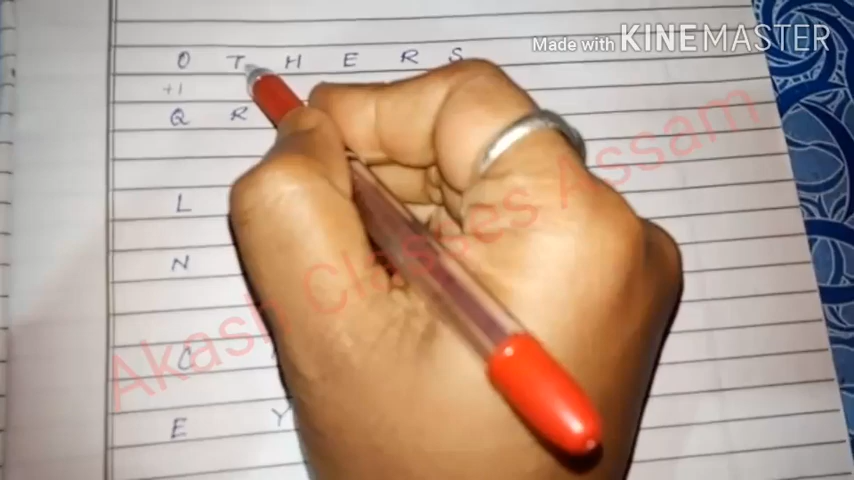 Made with KINEMASTER
O T H E R S
+1
Q R
L
N
C
E Y
Akash Classes Assam